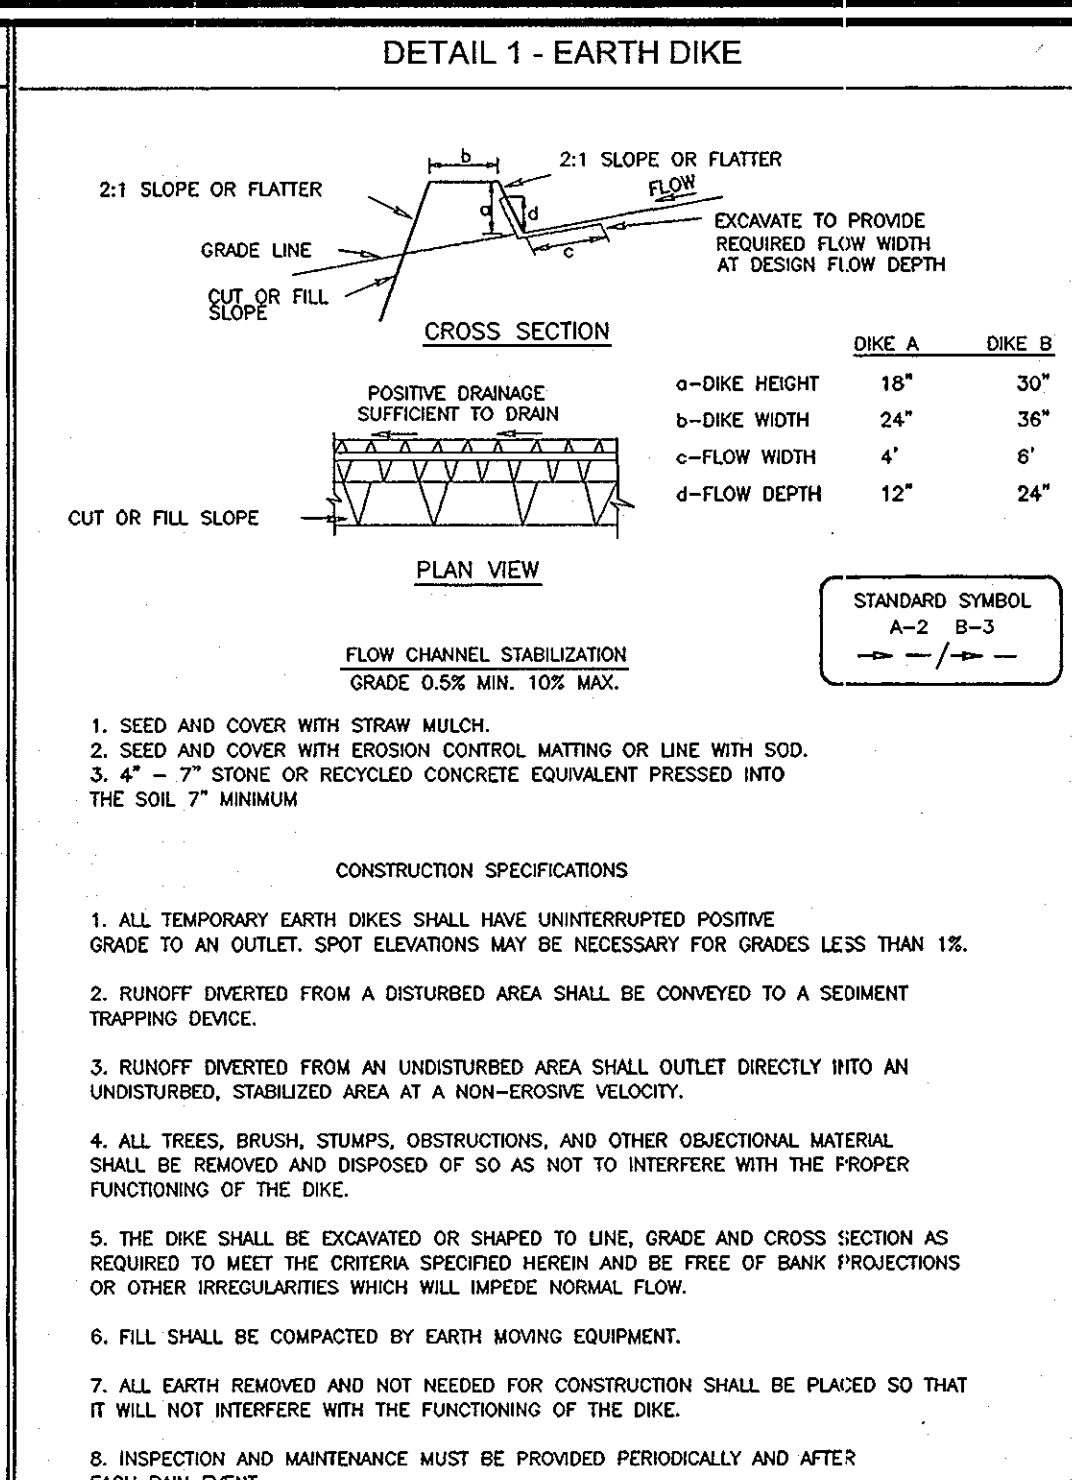 DETAIL 1 - EARTH DIKE
b
2:1 SLOPE OR FLATTER
2:1 SLOPE OR FLATTER
FLOW
a
d
EXCAVATE TO PROVIDE
REQUIRED FLOW WIDTH
AT DESIGN FLOW DEPTH
GRADE LINE
c
CUT OR FILL
SLOPE
CROSS SECTION
DIKE A DIKE B
a-DIKE HEIGHT 18" 30"
b-DIKE WIDTH 24" 36"
c-FLOW WIDTH 4' 6'
d-FLOW DEPTH 12" 24"
POSITIVE DRAINAGE
SUFFICIENT TO DRAIN
CUT OR FILL SLOPE
PLAN VIEW
STANDARD SYMBOL
A-2 B-3
FLOW CHANNEL STABILIZATION
GRADE 0.5% MIN. 10% MAX.
1. SEED AND COVER WITH STRAW MULCH.
2. SEED AND COVER WITH EROSION CONTROL MATTING OR LINE WITH SOD.
3. 4" - 7" STONE OR RECYCLED CONCRETE EQUIVALENT PRESSED INTO
THE SOIL 7" MINIMUM
CONSTRUCTION SPECIFICATIONS
1. ALL TEMPORARY EARTH DIKES SHALL HAVE UNINTERRUPTED POSITIVE
GRADE TO AN OUTLET. SPOT ELEVATIONS MAY BE NECESSARY FOR GRADES LESS THAN 1%.
2. RUNOFF DIVERTED FROM A DISTURBED AREA SHALL BE CONVEYED TO A SEDIMENT
TRAPPING DEVICE.
3. RUNOFF DIVERTED FROM AN UNDISTURBED AREA SHALL OUTLET DIRECTLY INTO AN
UNDISTURBED, STABILIZED AREA AT A NON-EROSIVE VELOCITY.
4. ALL TREES, BRUSH, STUMPS, OBSTRUCTIONS, AND OTHER OBJECTIONAL MATERIAL
SHALL BE REMOVED AND DISPOSED OF SO AS NOT TO INTERFERE WITH THE PROPER
FUNCTIONING OF THE DIKE.
5. THE DIKE SHALL BE EXCAVATED OR SHAPED TO LINE, GRADE AND CROSS SECTION AS
REQUIRED TO MEET THE CRITERIA SPECIFIED HEREIN AND BE FREE OF BANK PROJECTIONS
OR OTHER IRREGULARITIES WHICH WILL IMPEDE NORMAL FLOW.
6. FILL SHALL BE COMPACTED BY EARTH MOVING EQUIPMENT.
7. ALL EARTH REMOVED AND NOT NEEDED FOR CONSTRUCTION SHALL BE PLACED SO THAT
IT WILL NOT INTERFERE WITH THE FUNCTIONING OF THE DIKE.
8. INSPECTION AND MAINTENANCE MUST BE PROVIDED PERIODICALLY AND AFTER
EACH RAIN EVENT